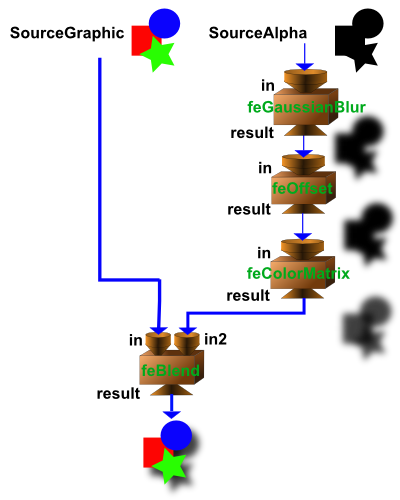 SourceGraphic
SourceAlpha
in
feGaussianBlur
result
in
feOffset
result
in
feColorMatrix
result
in
in2
feBlend
result